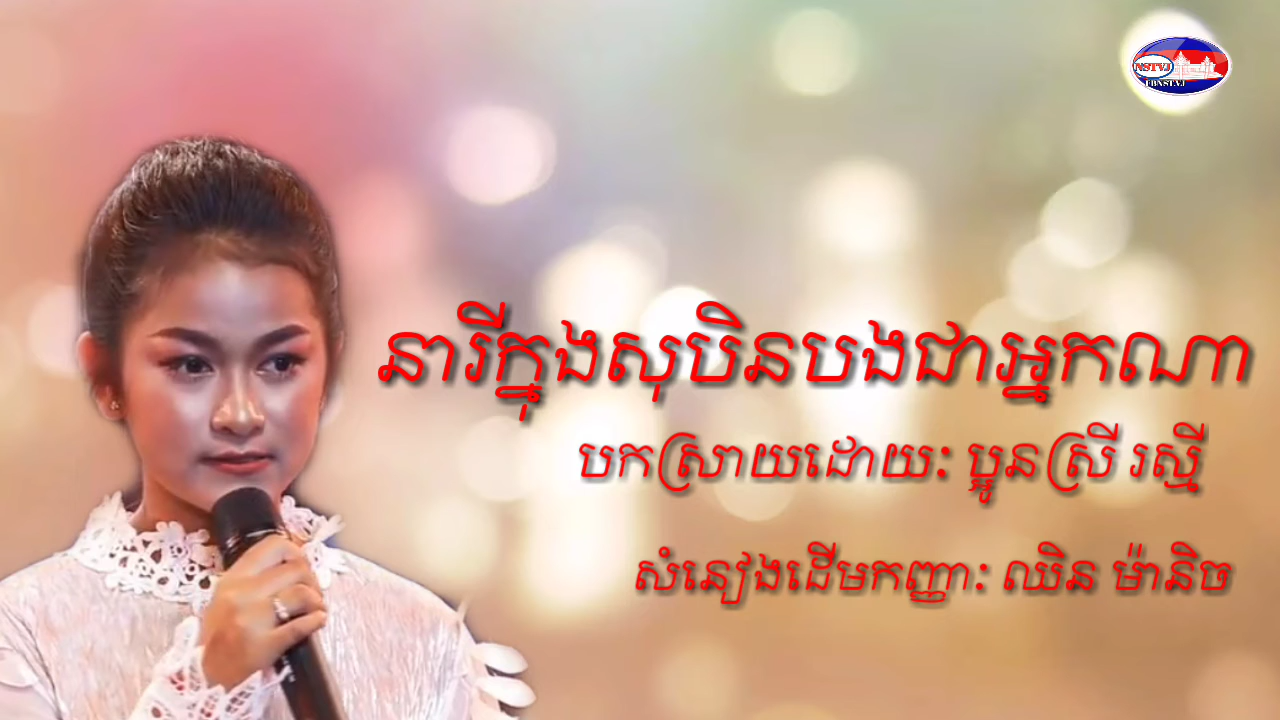 NSTVJ
FBNSTVJ
នារីក្នុងសុបិនបងជាអ្នកណា
បកស្រាយដោយៈ ប្អូនស្រី រស្មី
សំនៀងដើមកញ្ញាៈ ឈិន ម៉ានិច